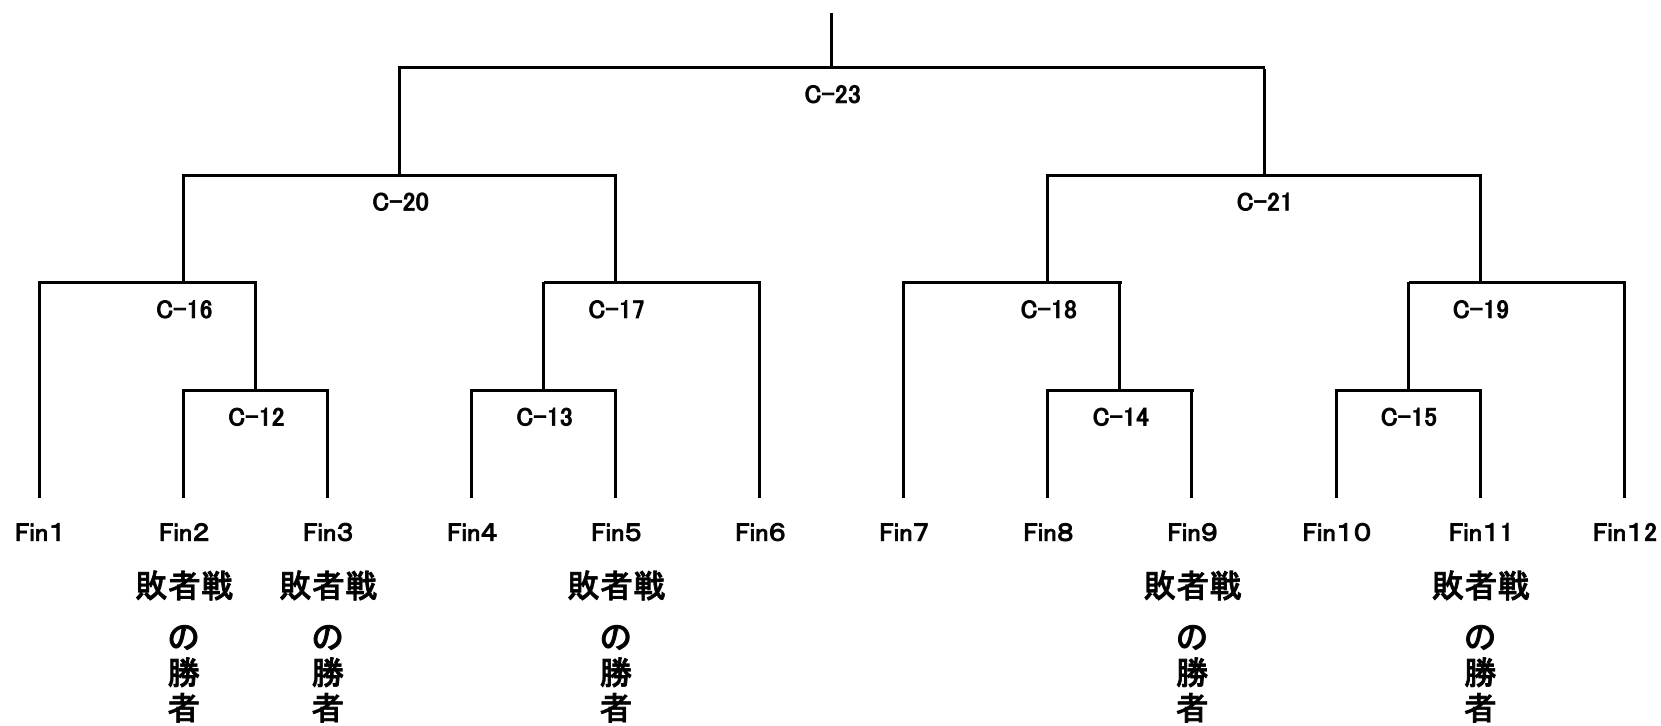 C-23
C-20
C-21
C-16
C-17
C-18
C-19
C-12
C-13
C-14
C-15
Fin1
Fin2
Fin3
Fin4
Fin5
Fin6
Fin7
Fin8
Fin9
Fin10
Fin11
Fin12
敗者戦
の勝者
敗者戦
の勝者
敗者戦
の勝者
敗者戦
の勝者
敗者戦
の勝者